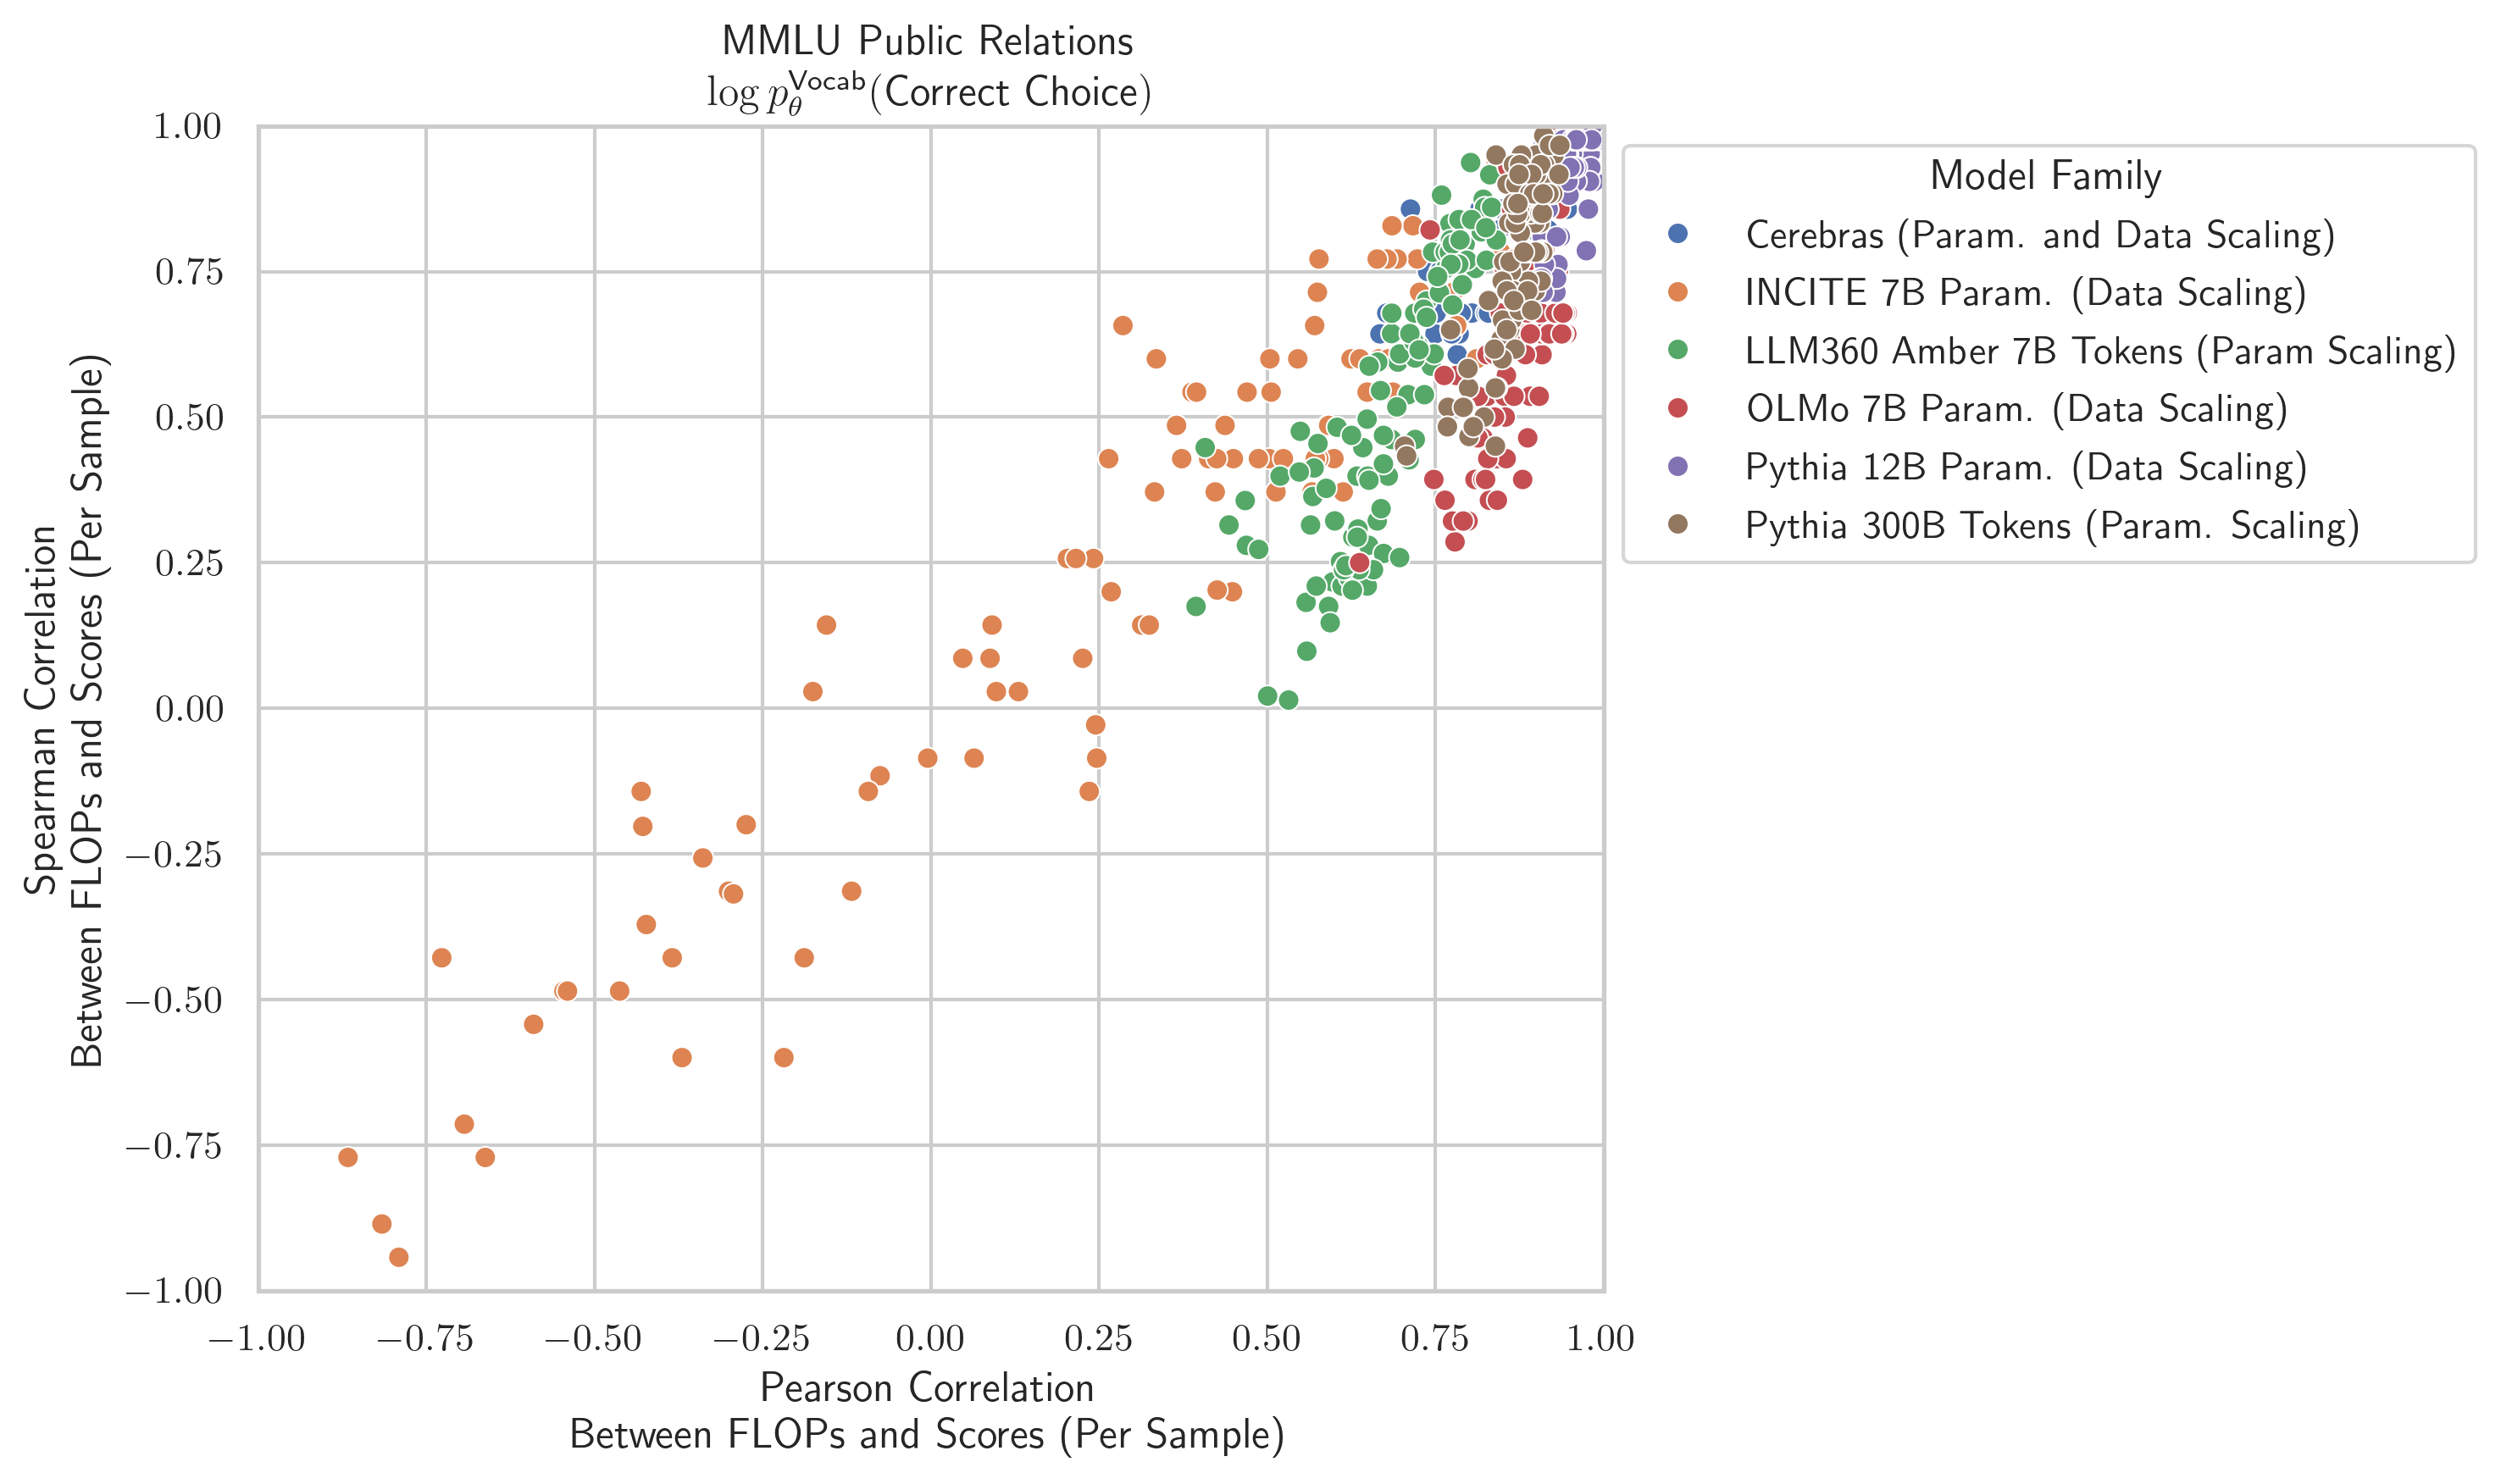 MMLU Public Relations
log p_θ^Vocab(Correct Choice)
Spearman Correlation
Between FLOPs and Scores (Per Sample)
1.00
0.75
0.50
0.25
0.00
−0.25
−0.50
−0.75
−1.00
−1.00 −0.75 −0.50 −0.25 0.00 0.25 0.50 0.75 1.00
Pearson Correlation
Between FLOPs and Scores (Per Sample)
Model Family
Cerebras (Param. and Data Scaling)
INCITE 7B Param. (Data Scaling)
LLM360 Amber 7B Tokens (Param Scaling)
OLMo 7B Param. (Data Scaling)
Pythia 12B Param. (Data Scaling)
Pythia 300B Tokens (Param. Scaling)